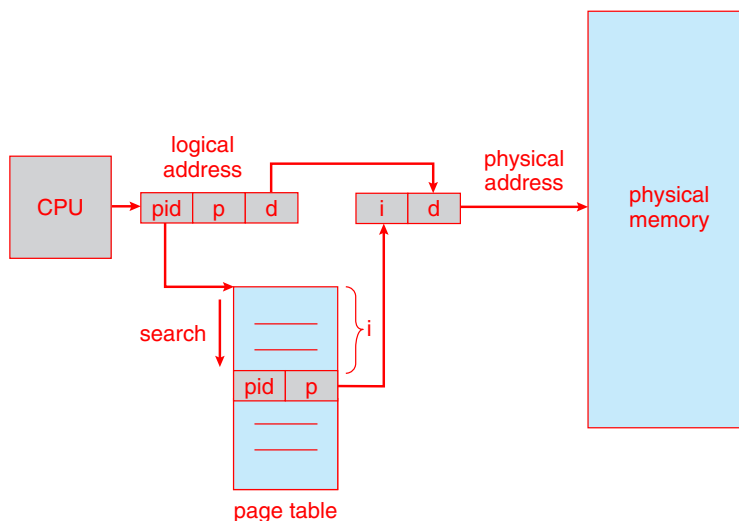 logical
address
CPU
pid p d
i d
physical
address
physical
memory
search
i
pid p
page table